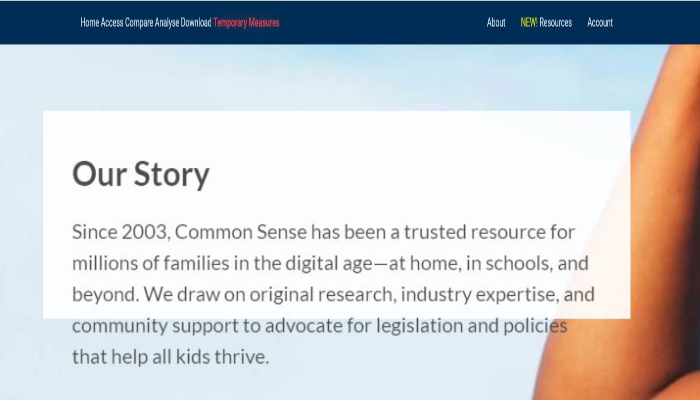 Home Access Compare Analyse Download Temporary Measures About NEW! Resources Account
Our Story
Since 2003, Common Sense has been a trusted resource for
millions of families in the digital age—at home, in schools, and
beyond. We draw on original research, industry expertise, and
community support to advocate for legislation and policies
that help all kids thrive.